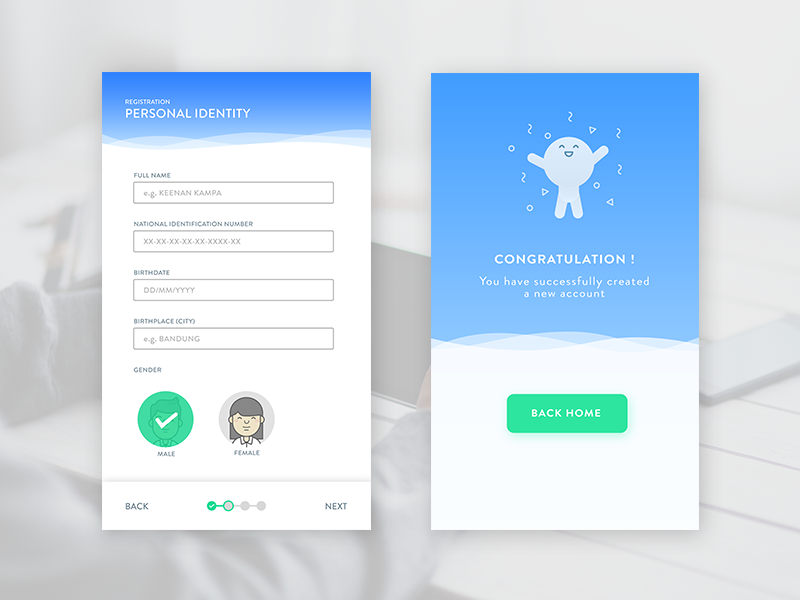 REGISTRATION
PERSONAL IDENTITY
FULL NAME
e.g. KEENAN KAMPA
NATIONAL IDENTIFICATION NUMBER
XX-XX-XX-XX-XX-XXXX-XX
BIRTHDATE
DD/MM/YYYY
BIRTHPLACE (CITY)
e.g. BANDUNG
GENDER
MALE
FEMALE
BACK
NEXT
CONGRATULATION !
You have successfully created
a new account
BACK HOME